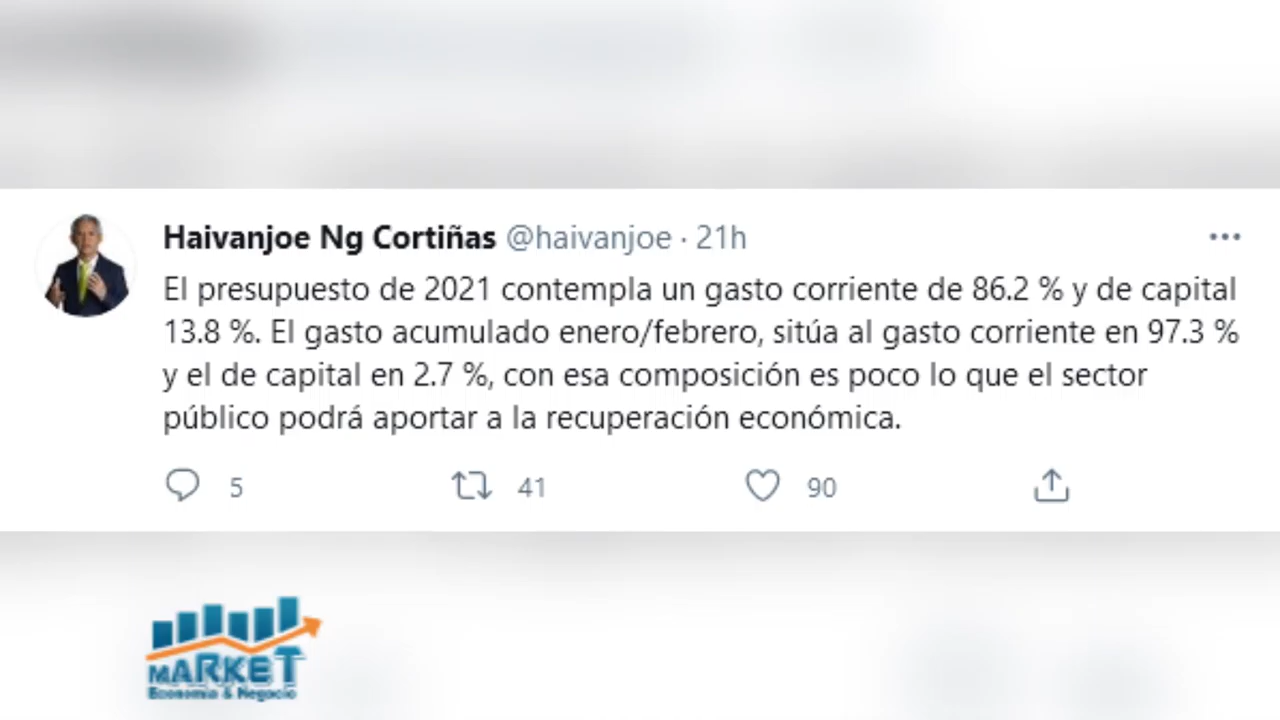 Haivanjoe Ng Cortiñas @haivanjoe · 21h
El presupuesto de 2021 contempla un gasto corriente de 86.2 % y de capital
13.8 %. El gasto acumulado enero/febrero, sitúa al gasto corriente en 97.3 %
y el de capital en 2.7 %, con esa composición es poco lo que el sector
público podrá aportar a la recuperación económica.
5 41 90
MARKET
Economia & Negocio